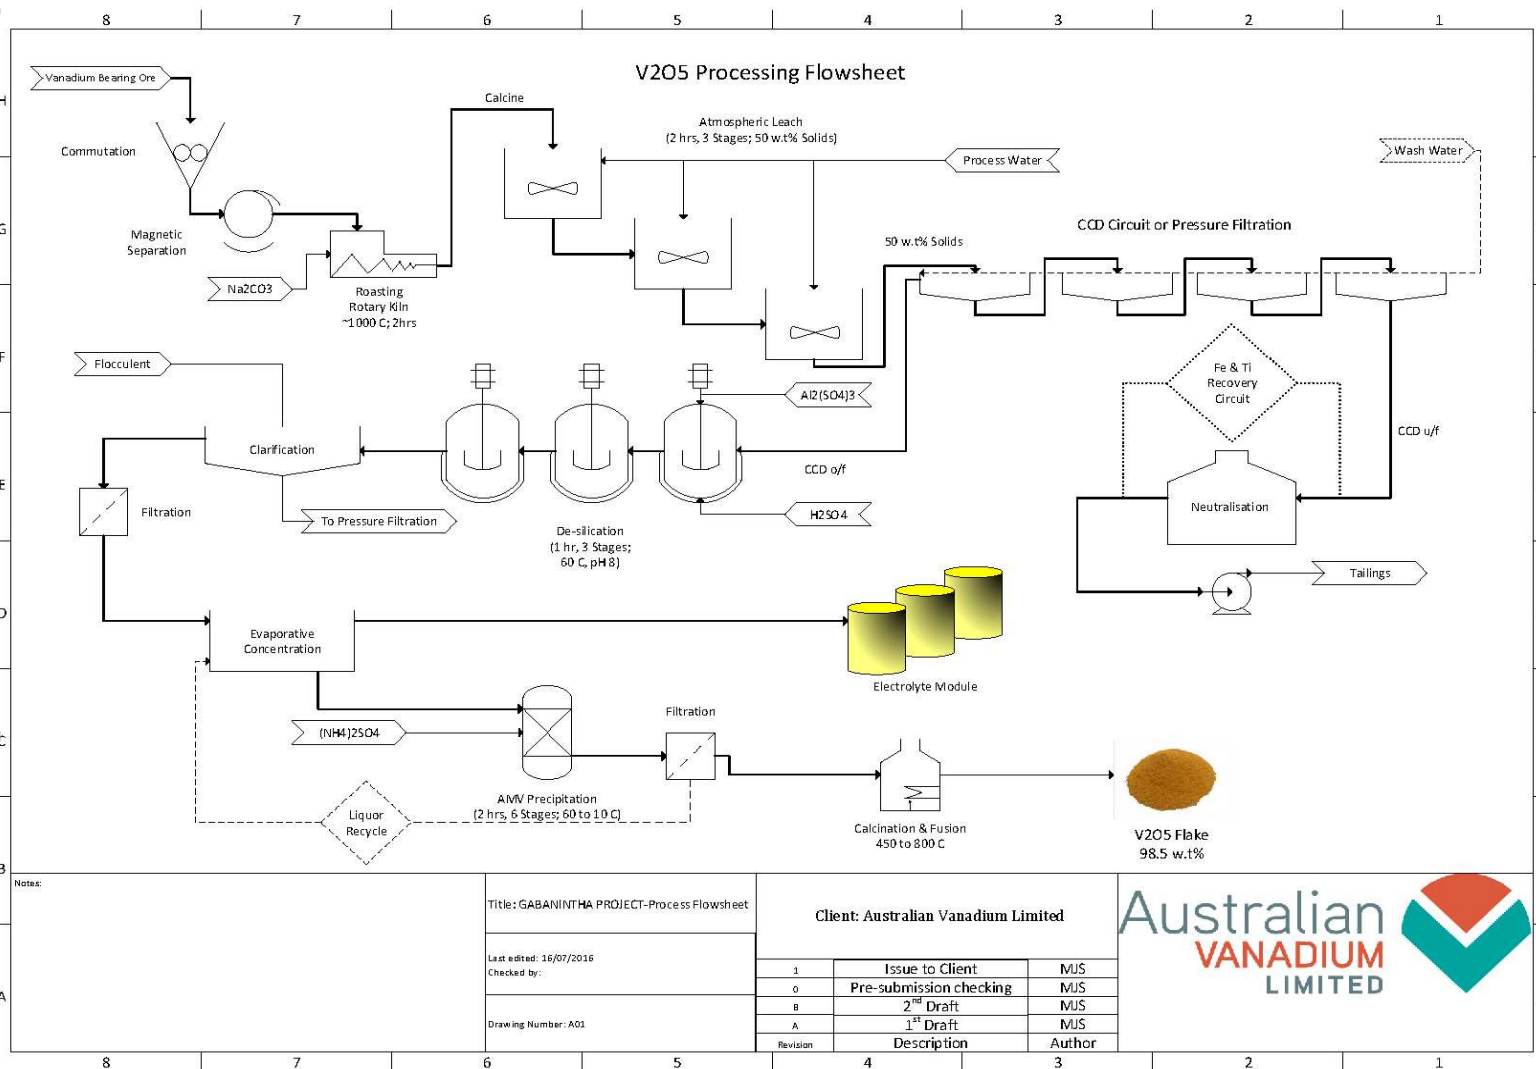 8 7 6 5 4 3 2 1
V2O5 Processing Flowsheet
Vanadium Bearing Ore
Calcine
Atmospheric Leach
(2 hrs, 3 Stages; 50 w.t% Solids)
Process Water
Wash Water
Commutation
Magnetic
Separation
Na2CO3
Roasting
Rotary Kiln
~1000 C; 2hrs
50 w.t% Solids
CCD Circuit or Pressure Filtration
Fe & Ti
Recovery
Circuit
CCD u/f
Flocculent
Al2(SO4)3
Clarification
CCD o/f
Neutralisation
Filtration
To Pressure Filtration
H2SO4
De-silication
(1 hr, 3 Stages;
60 C, pH 8)
Tailings
Evaporative
Concentration
Electrolyte Module
(NH4)2SO4
Filtration
AMV Precipitation
(2 hrs, 6 Stages; 60 to 10 C)
Liquor
Recycle
Calcination & Fusion
450 to 800 C
V2O5 Flake
98.5 w.t%
H
G
F
E
D
C
B
A
Notes:
Title: GABANINTHA PROJECT-Process Flowsheet
Last edited: 16/07/2016
Checked by:
Drawing Number: A01
Client: Australian Vanadium Limited
1 Issue to Client MJS
0 Pre-submission checking MJS
B 2nd Draft MJS
A 1st Draft MJS
Revision Description Author
Australian
VANADIUM
LIMITED
8 7 6 5 4 3 2 1